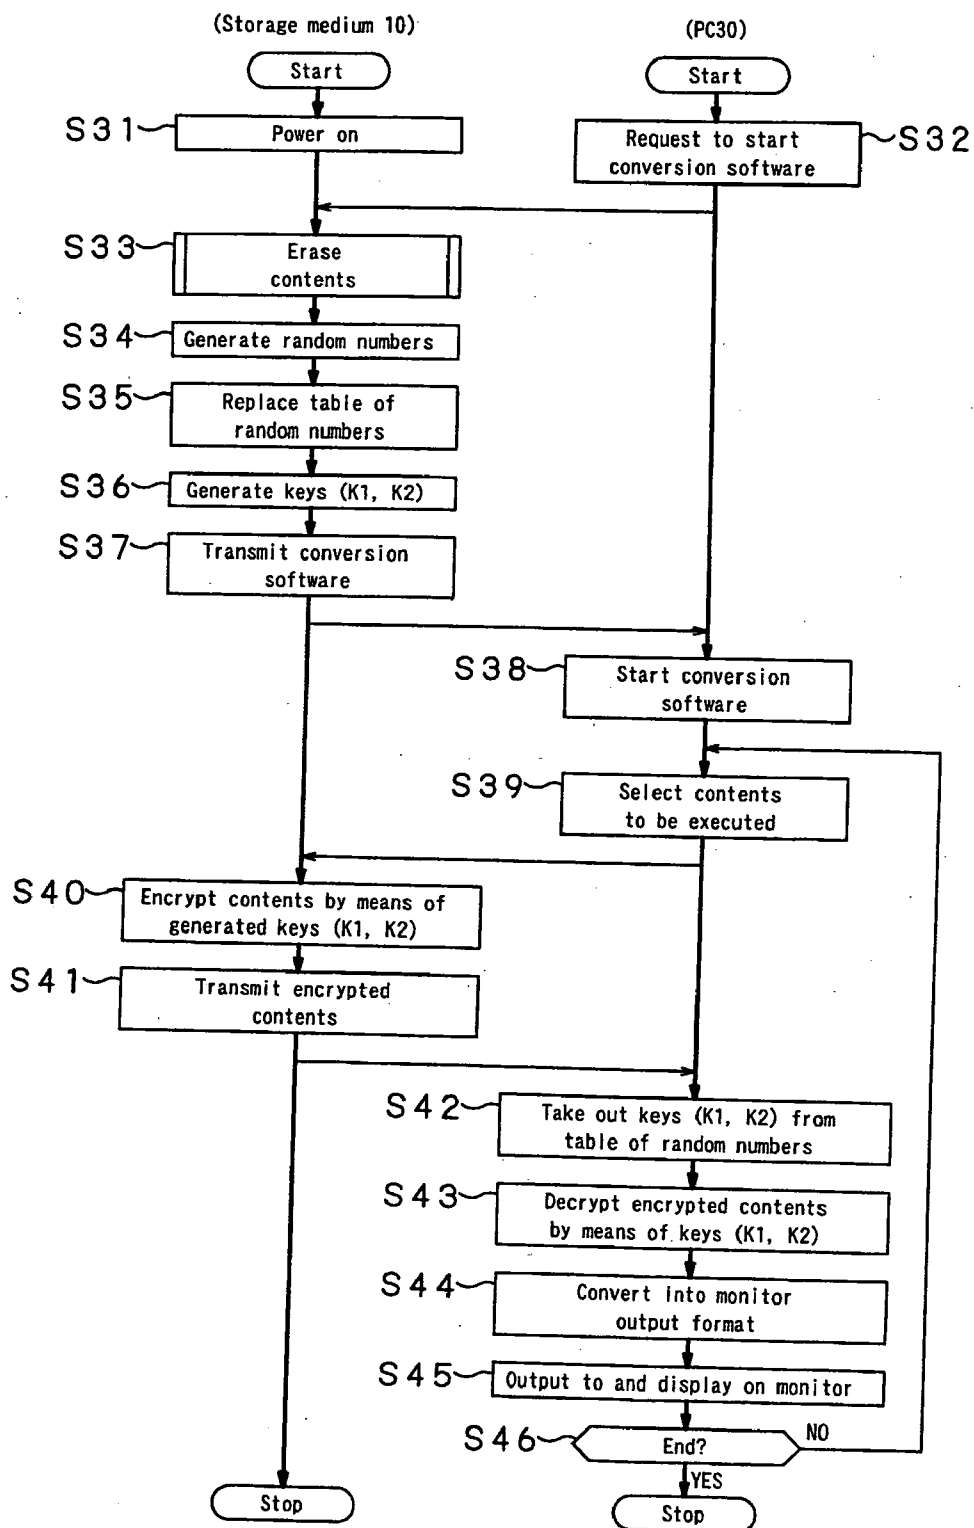 (Storage medium 10)
(PC30)
Start
Start
S31
Power on
Request to start
conversion software
S32
S33
Erase
contents
S34
Generate random numbers
S35
Replace table of
random numbers
S36
Generate keys (K1, K2)
S37
Transmit conversion
software
S38
Start conversion
software
S39
Select contents
to be executed
S40
Encrypt contents by means of
generated keys (K1, K2)
S41
Transmit encrypted
contents
S42
Take out keys (K1, K2) from
table of random numbers
S43
Decrypt encrypted contents
by means of keys (K1, K2)
S44
Convert into monitor
output format
S45
Output to and display on monitor
S46
End?
NO
YES
Stop
Stop